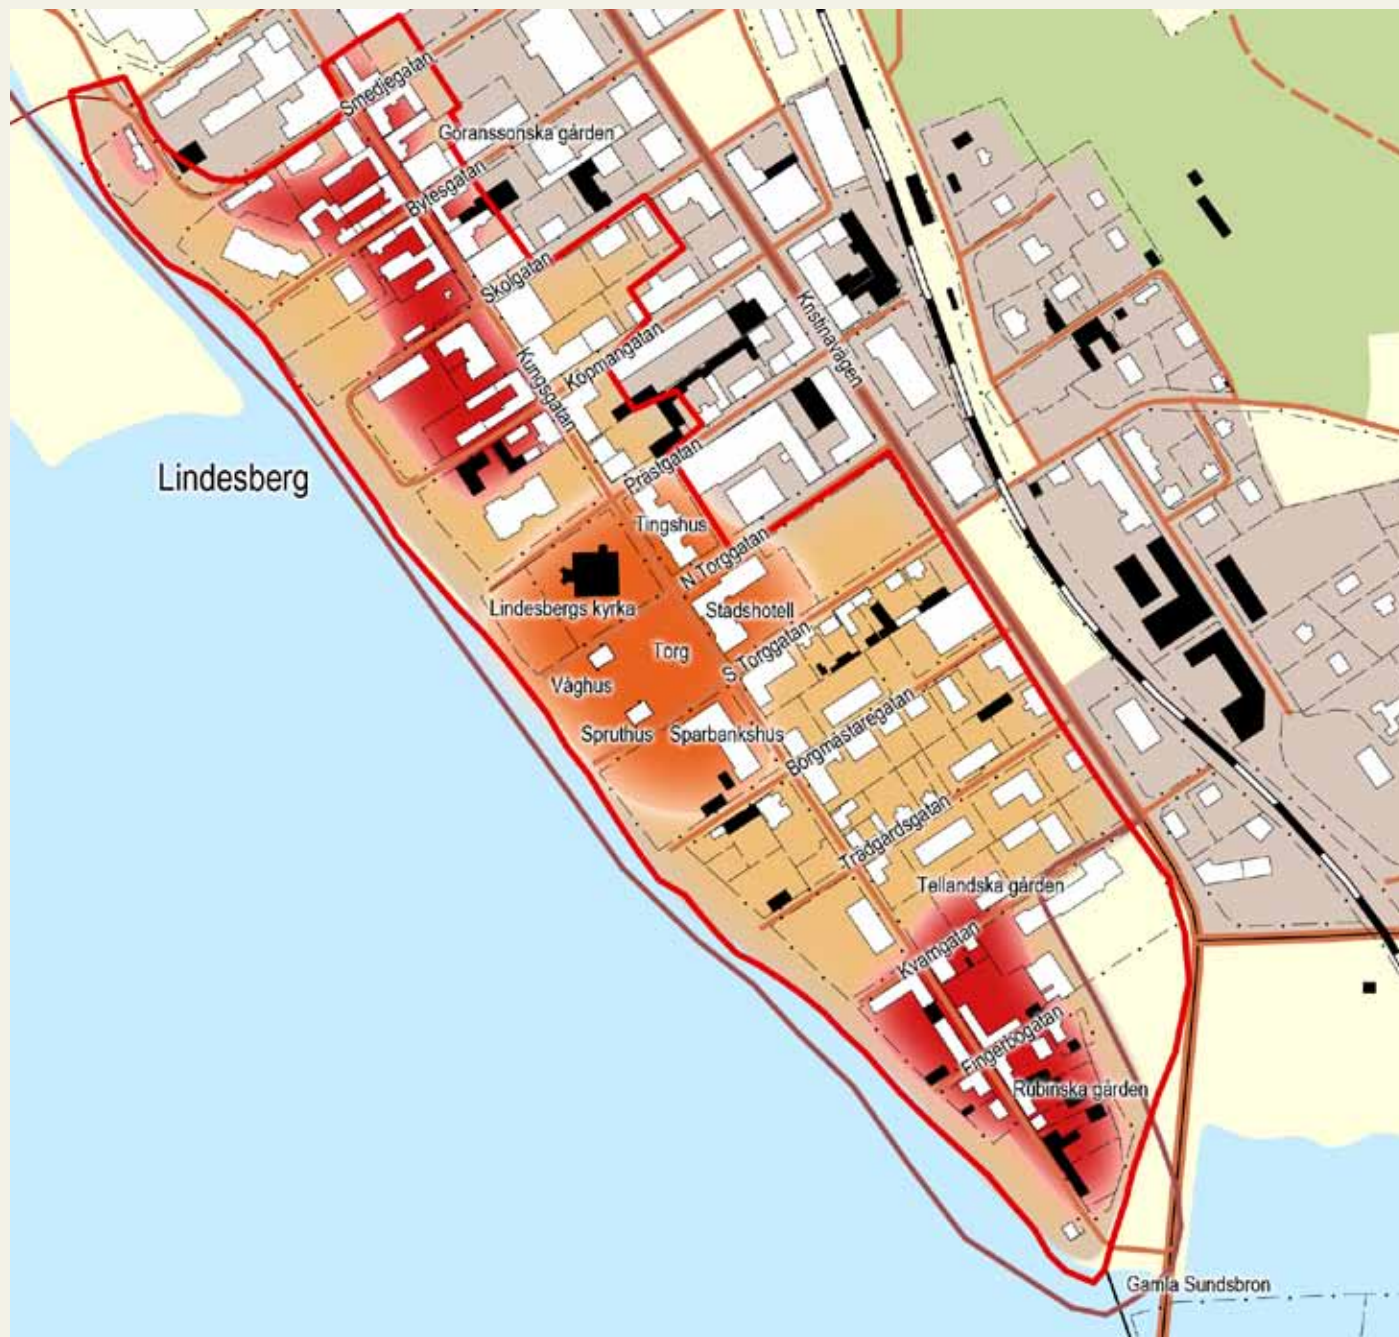 Smedjegatan
Göranssonska gården
Bytesgatan
Skolgatan
Kristinavägen
Köpmangatan
Kungsgatan
Lindesberg
Prästgatan
Tingshus
N Torggatan
Lindesbergs kyrka
Stadshotell
Torg
S Torggatan
Våghus
Spruthus
Sparbankshus
Borgmästaregatan
Trädgårdsgatan
Tellandska gården
Kvarngatan
Fingerbogatan
Rubinska gården
Gamla Sundsbron